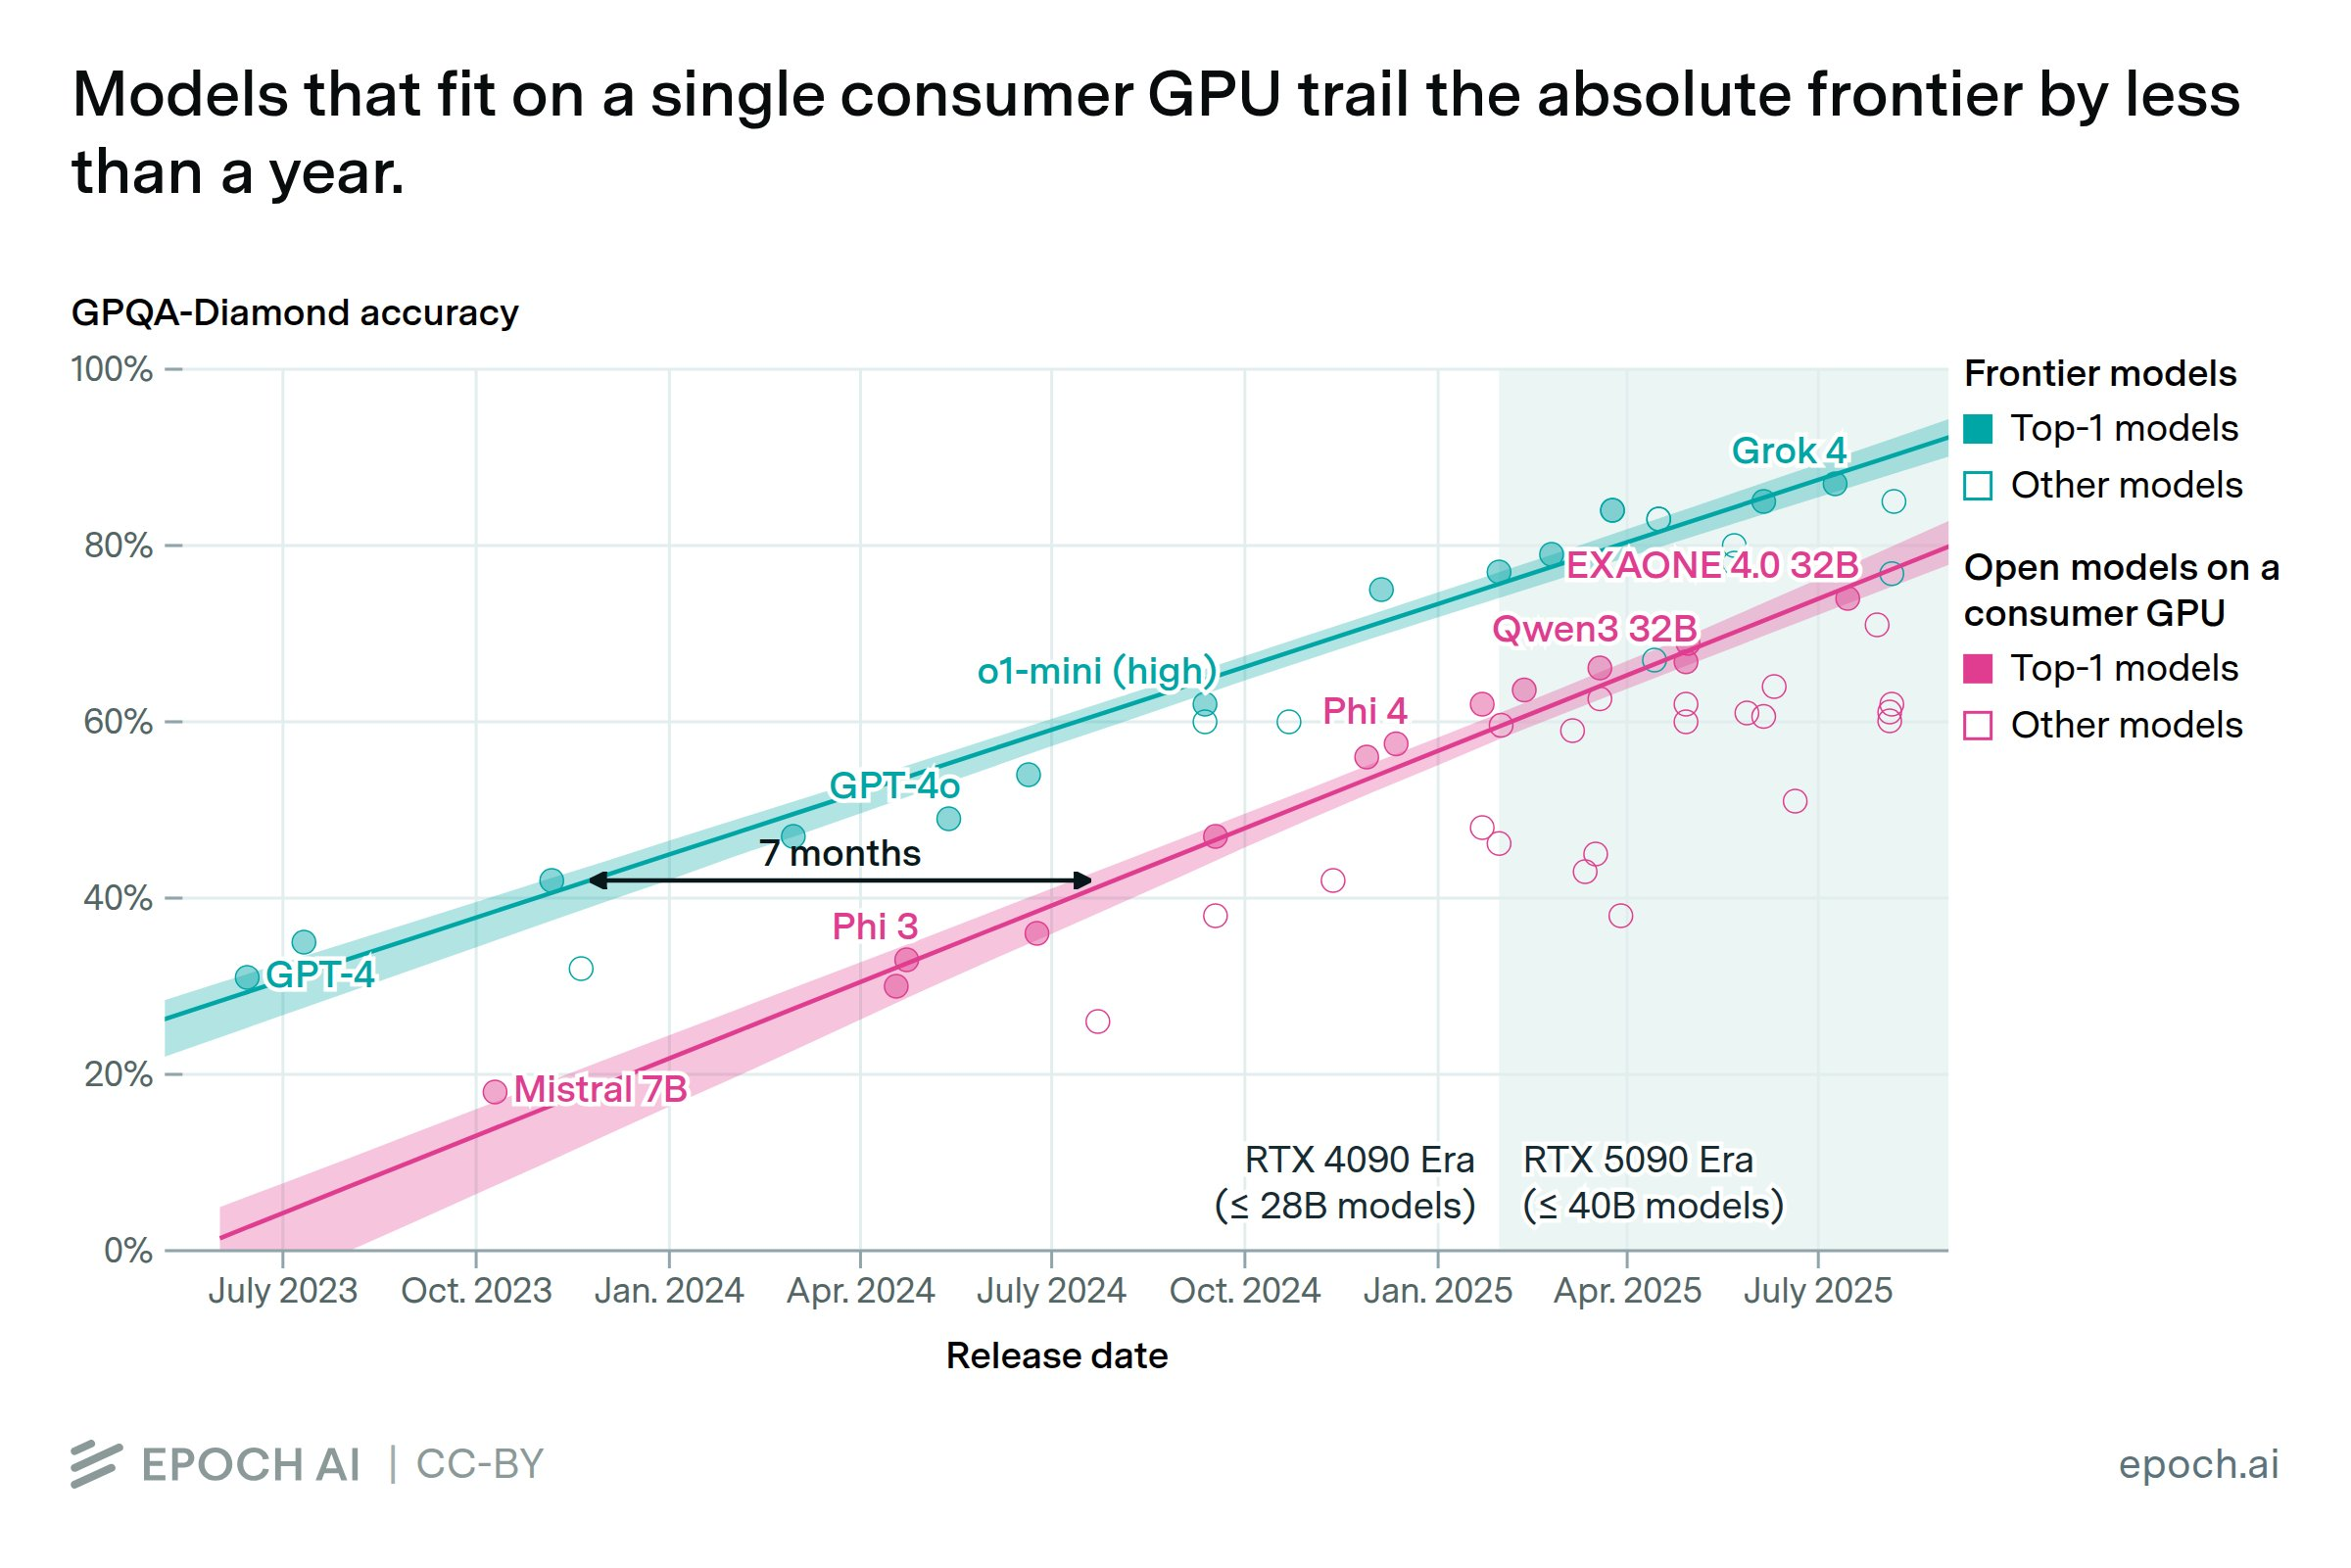 Models that fit on a single consumer GPU trail the absolute frontier by less
than a year.
GPQA-Diamond accuracy
100%
80%
60%
40%
20%
0%
Grok 4
EXAONE 4.0 32B
Qwen3 32B
o1-mini (high)
Phi 4
GPT-4o
7 months
Phi 3
GPT-4
Mistral 7B
RTX 4090 Era
(≤ 28B models)
RTX 5090 Era
(≤ 40B models)
July 2023
Oct. 2023
Jan. 2024
Apr. 2024
July 2024
Oct. 2024
Jan. 2025
Apr. 2025
July 2025
Release date
Frontier models
Top-1 models
Other models
Open models on a
consumer GPU
Top-1 models
Other models
EPOCH AI | CC-BY
epoch.ai